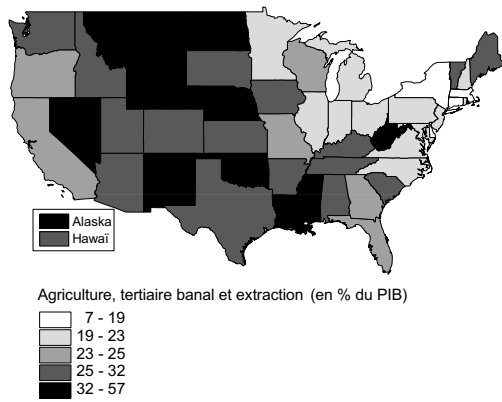 Alaska
Hawaï
Agriculture, tertiaire banal et extraction (en % du PIB)
7 - 19
19 - 23
23 - 25
25 - 32
32 - 57